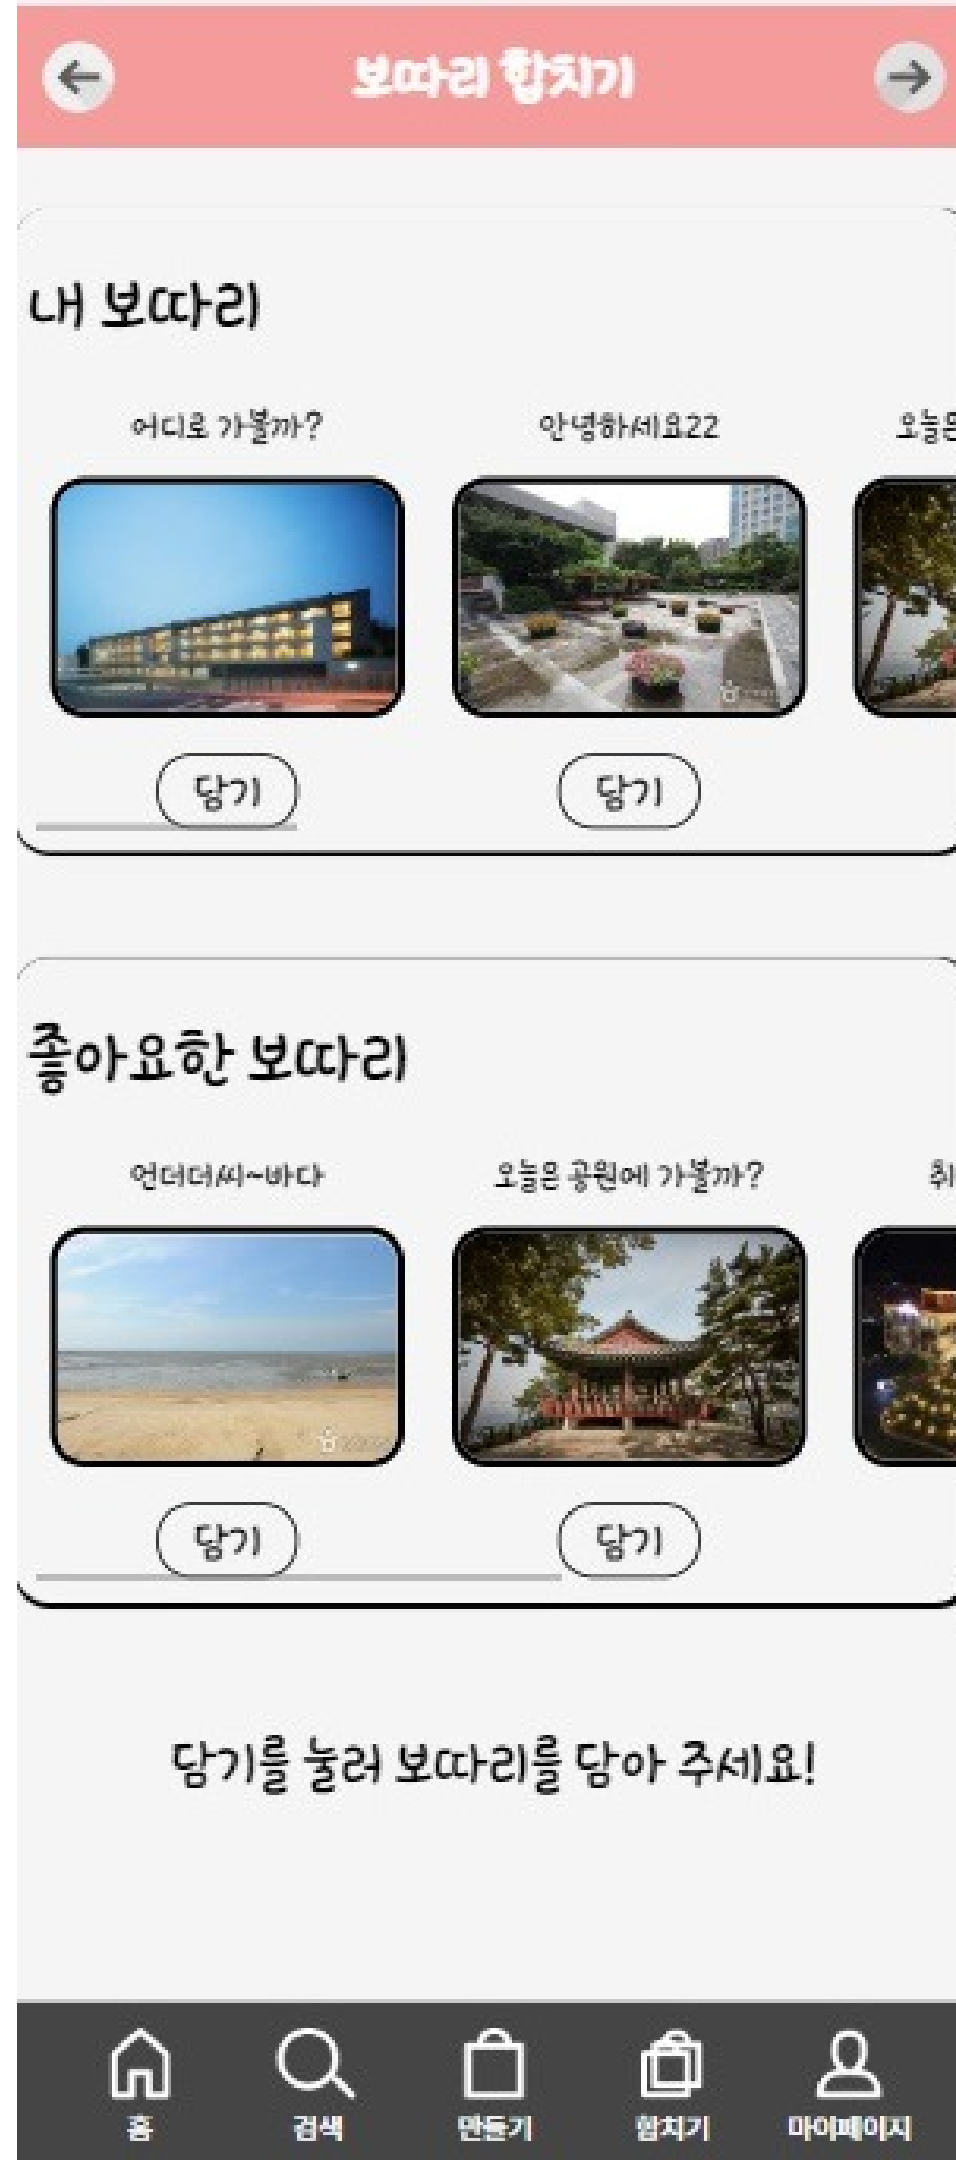 보따리 합치기
내 보따리
어디로 가볼까?
안녕하세요22
오늘은
담기
담기
좋아요한 보따리
언더더씨~바다
오늘은 공원에 가볼까?
취
담기
담기
담기를 눌러 보따리를 담아 주세요!
홈
검색
만들기
합치기
마이페이지